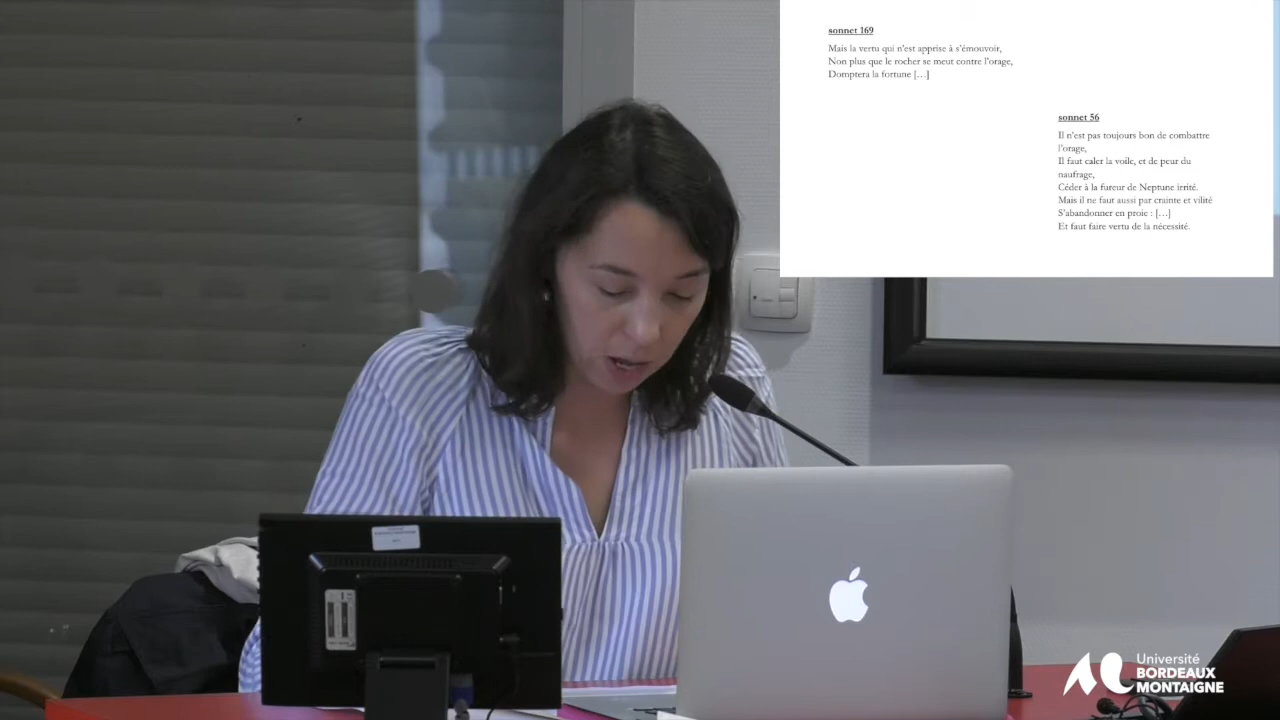 sonnet 169
Mais la vertu qui n'est apprise à s'émouvoir,
Non plus que le rocher se meut contre l'orage,
Domptera la fortune […]
sonnet 56
Il n'est pas toujours bon de combattre
l'orage,
Il faut caler la voile, et de peur du
naufrage,
Céder à la fureur de Neptune irrité.
Mais il ne faut aussi par crainte et vilité
S'abandonner en proie : […]
Et faut faire vertu de la nécessité.
Université
BORDEAUX
MONTAIGNE